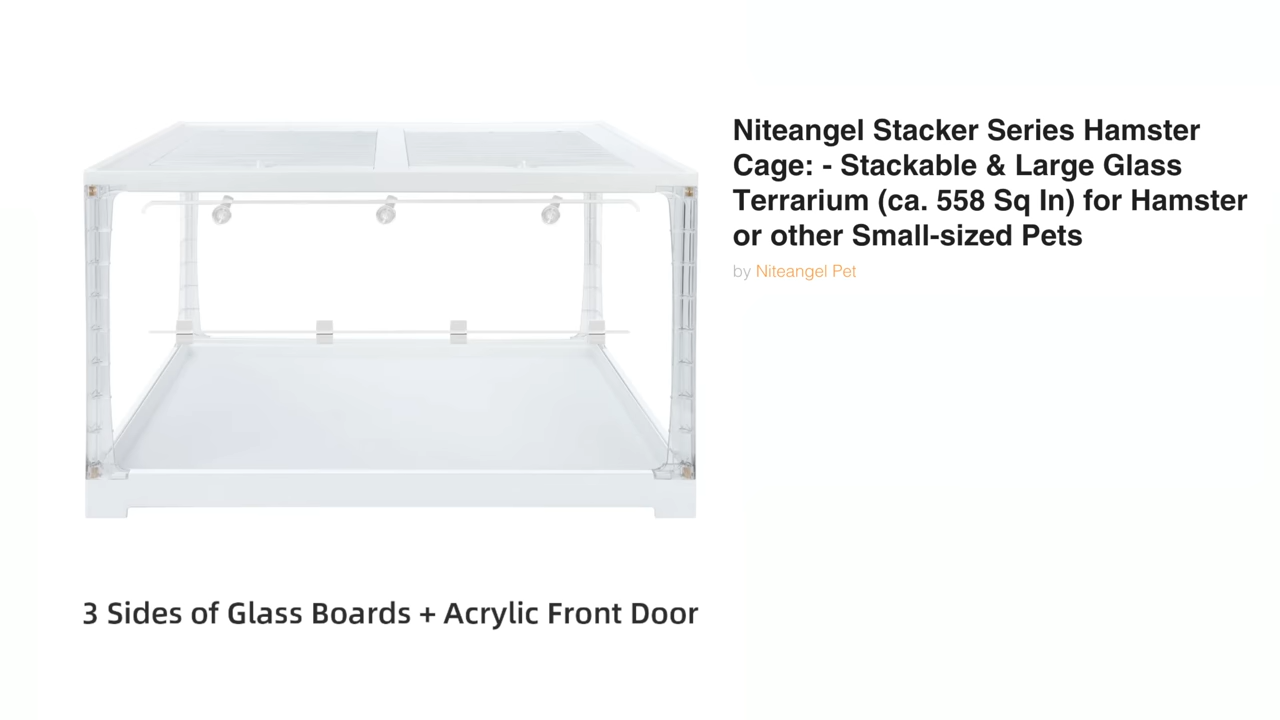 Niteangel Stacker Series Hamster
Cage: - Stackable & Large Glass
Terrarium (ca. 558 Sq In) for Hamster
or other Small-sized Pets
by Niteangel Pet
3 Sides of Glass Boards + Acrylic Front Door